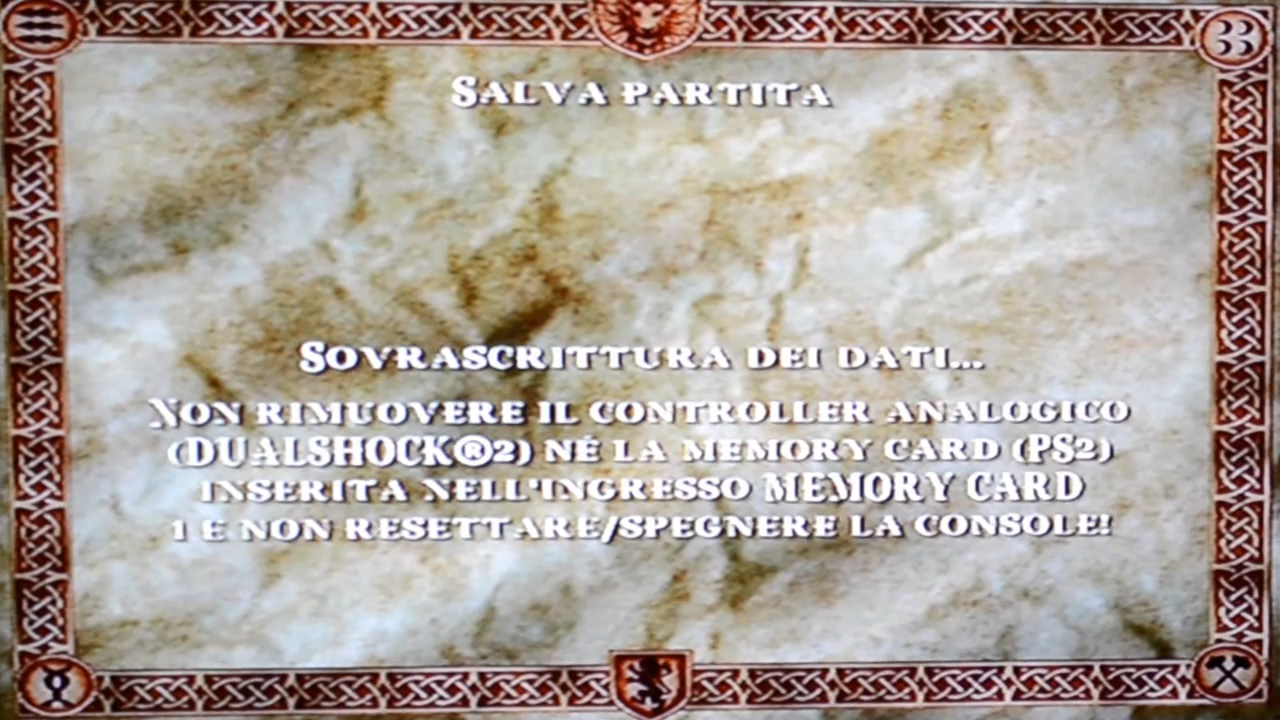 33
SALVA PARTITA
SOVRASCRITTURA DEI DATI...
NON RIMUOVERE IL CONTROLLER ANALOGICO
(DUALSHOCK®2) NÉ LA MEMORY CARD (PS2)
INSERITA NELL'INGRESSO MEMORY CARD
1 E NON RESETTARE/SPEGNERE LA CONSOLE!